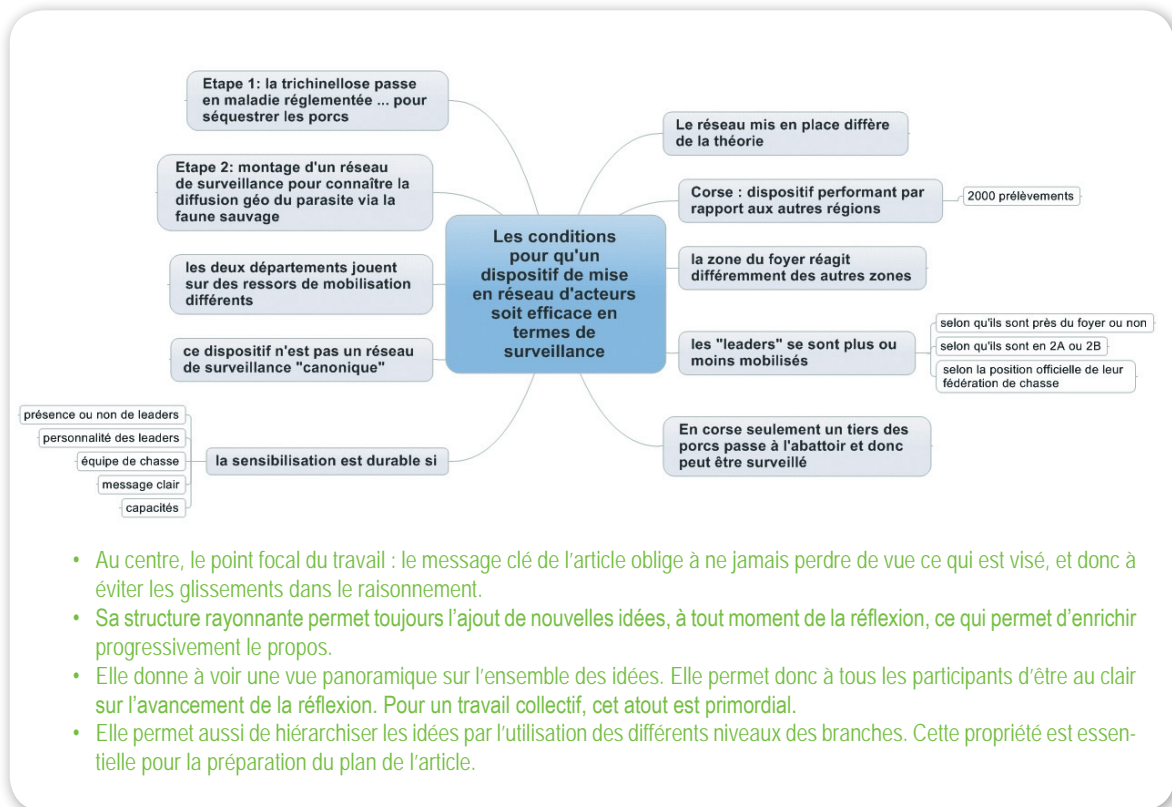 Etape 1: la trichinellose passe
en maladie réglementée ... pour
séquestrer les porcs
Etape 2: montage d'un réseau
de surveillance pour connaître la
diffusion géo du parasite via la
faune sauvage
les deux départements jouent
sur des ressors de mobilisation
différents
ce dispositif n'est pas un réseau
de surveillance "canonique"
la sensibilisation est durable si
présence ou non de leaders
personnalité des leaders
équipe de chasse
message clair
capacités
Les conditions
pour qu'un
dispositif de mise
en réseau d'acteurs
soit efficace en
termes de
surveillance
Le réseau mis en place diffère
de la théorie
Corse : dispositif performant par
rapport aux autres régions
2000 prélèvements
la zone du foyer réagit
différemment des autres zones
les "leaders" se sont plus ou
moins mobilisés
selon qu'ils sont près du foyer ou non
selon qu'ils sont en 2A ou 2B
selon la position officielle de leur
fédération de chasse
En corse seulement un tiers des
porcs passe à l'abattoir et donc
peut être surveillé
• Au centre, le point focal du travail : le message clé de l'article oblige à ne jamais perdre de vue ce qui est visé, et donc à
éviter les glissements dans le raisonnement.
• Sa structure rayonnante permet toujours l'ajout de nouvelles idées, à tout moment de la réflexion, ce qui permet d'enrichir
progressivement le propos.
• Elle donne à voir une vue panoramique sur l'ensemble des idées. Elle permet donc à tous les participants d'être au clair
sur l'avancement de la réflexion. Pour un travail collectif, cet atout est primordial.
• Elle permet aussi de hiérarchiser les idées par l'utilisation des différents niveaux des branches. Cette propriété est essen-
tielle pour la préparation du plan de l'article.